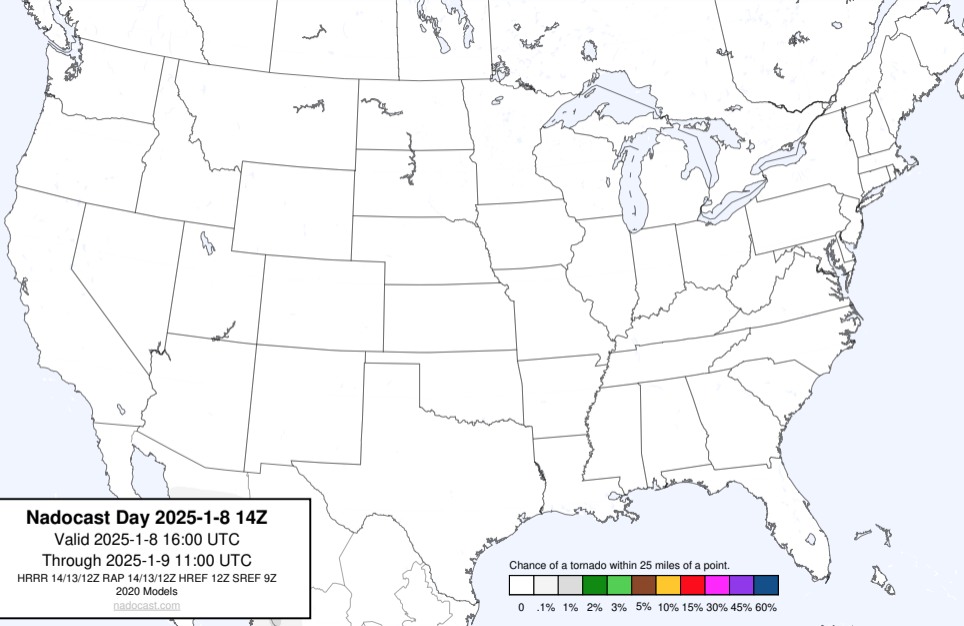 Nadocast Day 2025-1-8 14Z
Valid 2025-1-8 16:00 UTC
Through 2025-1-9 11:00 UTC
HRRR 14/13/12Z RAP 14/13/12Z HREF 12Z SREF 9Z
2020 Models
nadocast.com
Chance of a tornado within 25 miles of a point.
0 .1% 1% 2% 3% 5% 10% 15% 30% 45% 60%